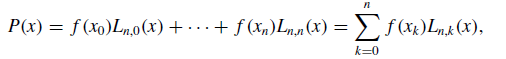 P(x) = f(x₀)Lₙ,₀(x) + ··· + f(xₙ)Lₙ,ₙ(x) = ∑ₖ₌₀ⁿ f(xₖ)Lₙ,ₖ(x),